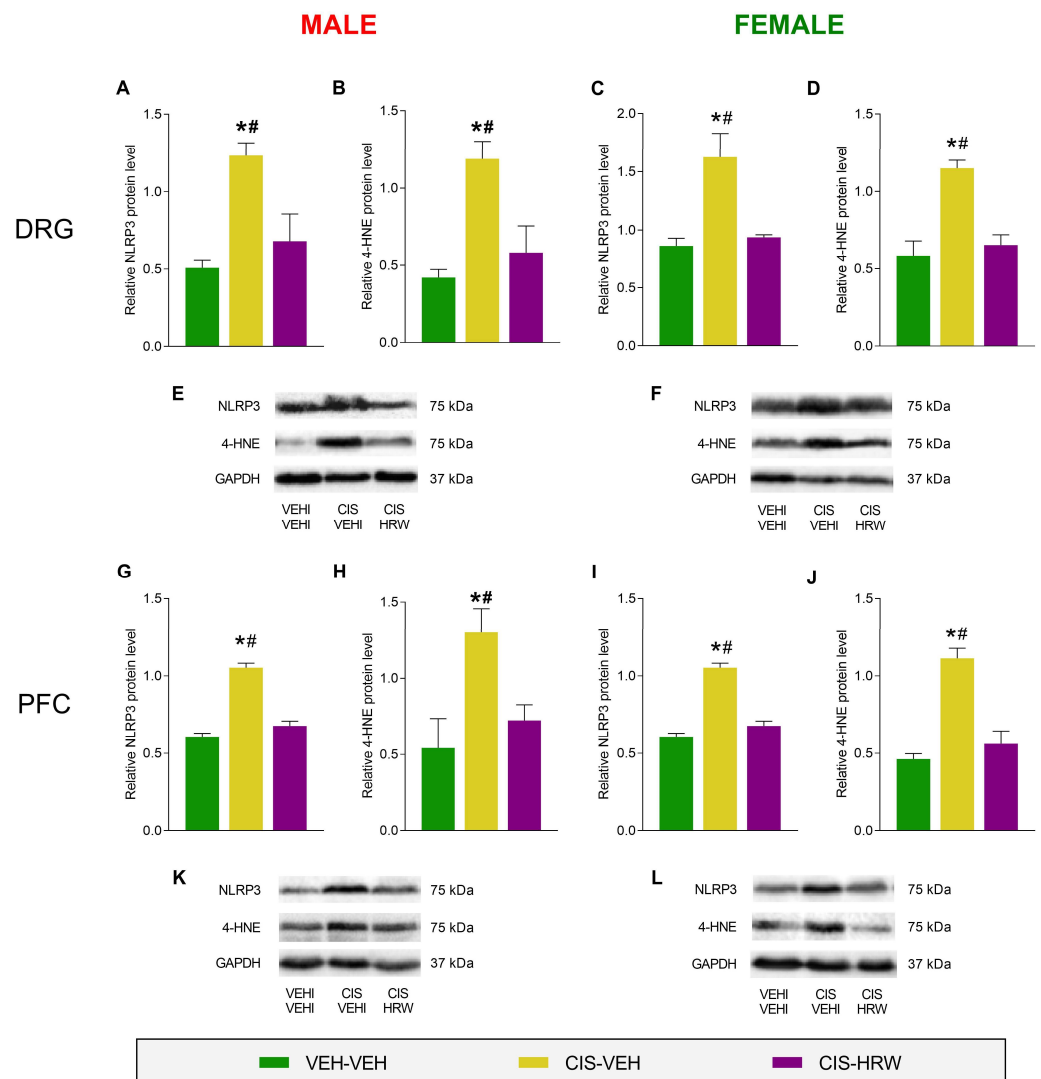 MALE
FEMALE
DRG
A
Relative NLRP3 protein level
1.5
1.0
0.5
0.0
*#
B
Relative 4-HNE protein level
1.5
1.0
0.5
0.0
*#
C
Relative NLRP3 protein level
2.0
1.5
1.0
0.5
0.0
*#
D
Relative 4-HNE protein level
1.5
1.0
0.5
0.0
*#
E
NLRP3 75 kDa
4-HNE 75 kDa
GAPDH 37 kDa
VEHI CIS CIS
VEHI VEHI HRW
F
NLRP3 75 kDa
4-HNE 75 kDa
GAPDH 37 kDa
VEHI CIS CIS
VEHI VEHI HRW
PFC
G
Relative NLRP3 protein level
1.5
1.0
0.5
0.0
*#
H
Relative 4-HNE protein level
1.5
1.0
0.5
0.0
*#
I
Relative NLRP3 protein level
1.5
1.0
0.5
0.0
*#
J
Relative 4-HNE protein level
1.5
1.0
0.5
0.0
*#
K
NLRP3 75 kDa
4-HNE 75 kDa
GAPDH 37 kDa
VEHI CIS CIS
VEHI VEHI HRW
L
NLRP3 75 kDa
4-HNE 75 kDa
GAPDH 37 kDa
VEHI CIS CIS
VEHI VEHI HRW
VEH-VEH CIS-VEH CIS-HRW